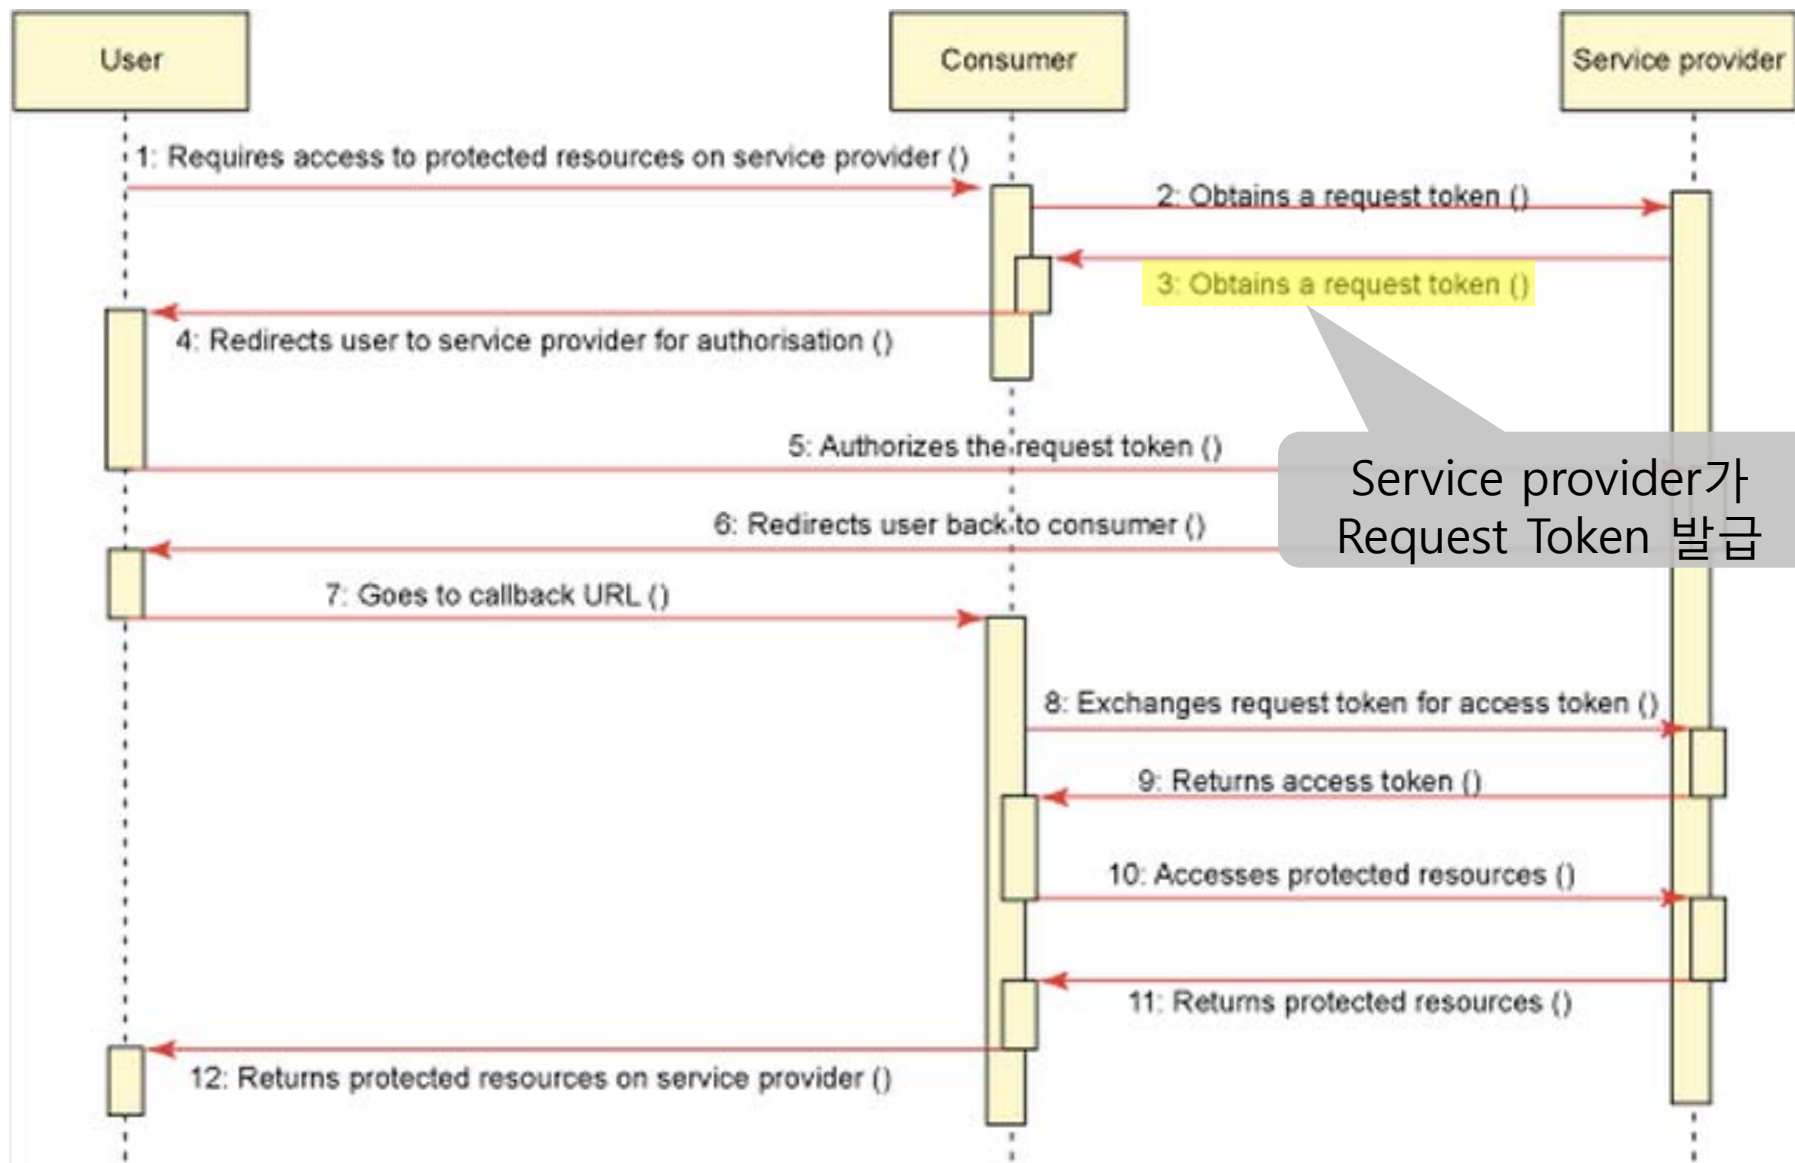 User
Consumer
Service provider
1: Requires access to protected resources on service provider ()
2: Obtains a request token ()
3: Obtains a request token ()
4: Redirects user to service provider for authorisation ()
5: Authorizes the request token ()
Service provider가
Request Token 발급
6: Redirects user back to consumer ()
7: Goes to callback URL ()
8: Exchanges request token for access token ()
9: Returns access token ()
10: Accesses protected resources ()
11: Returns protected resources ()
12: Returns protected resources on service provider ()